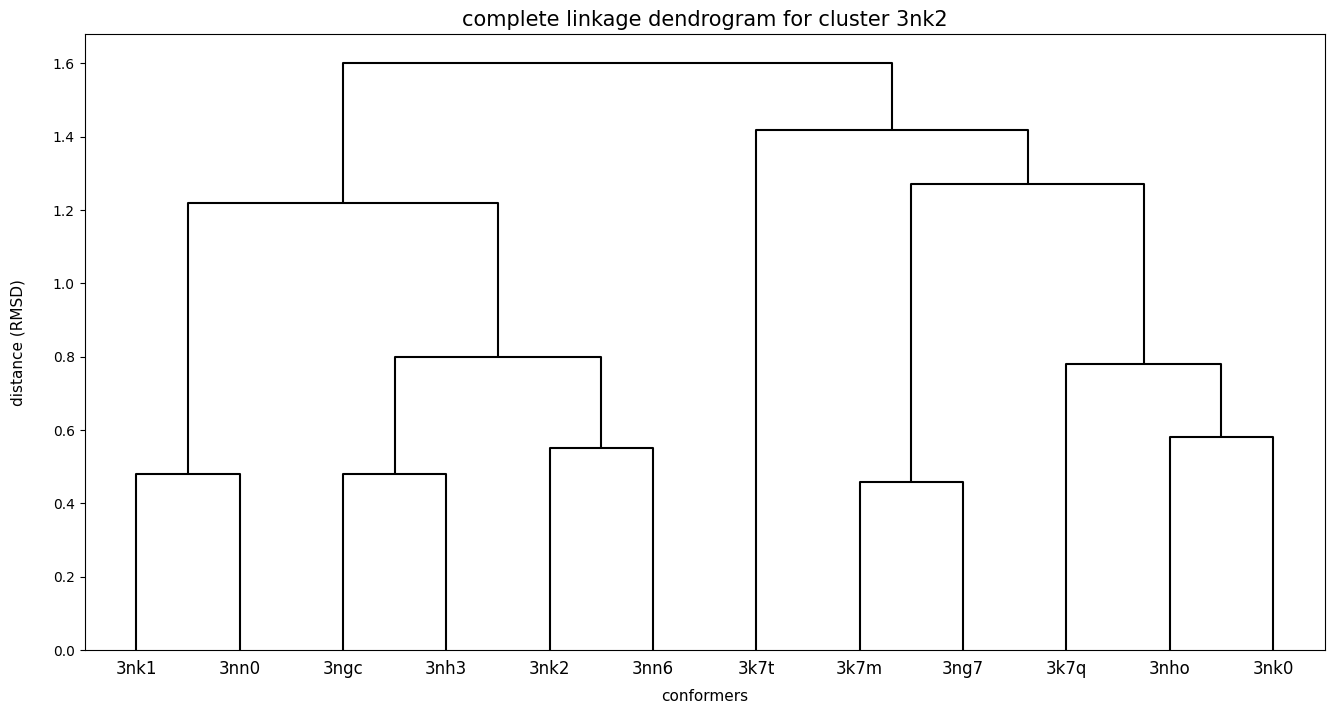 complete linkage dendrogram for cluster 3nk2
distance (RMSD)
1.6
1.4
1.2
1.0
0.8
0.6
0.4
0.2
0.0
3nk1 3nn0 3ngc 3nh3 3nk2 3nn6 3k7t 3k7m 3ng7 3k7q 3nho 3nk0
conformers